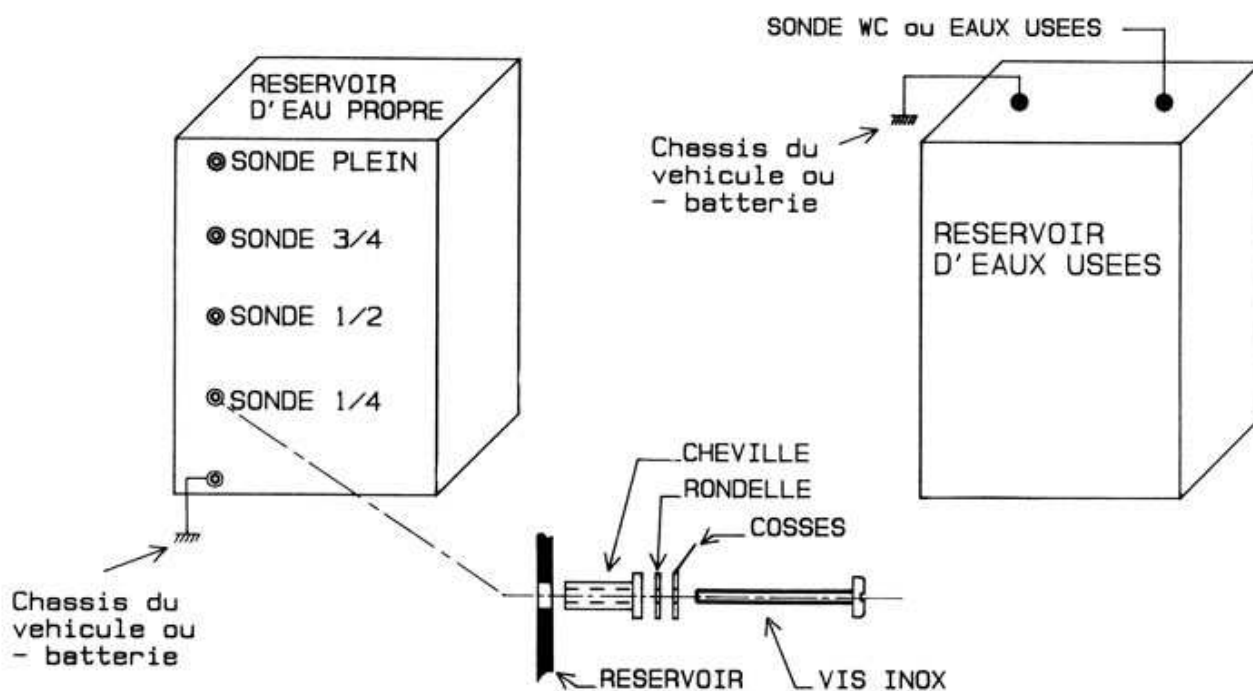 SONDE WC ou EAUX USEES
RESERVOIR
D'EAU PROPRE
SONDE PLEIN
SONDE 3/4
SONDE 1/2
SONDE 1/4
Chassis du
vehicule ou
- batterie
Chassis du
vehicule ou
- batterie
RESERVOIR
D'EAUX USEES
CHEVILLE
RONDELLE
COSSES
RESERVOIR
VIS INOX